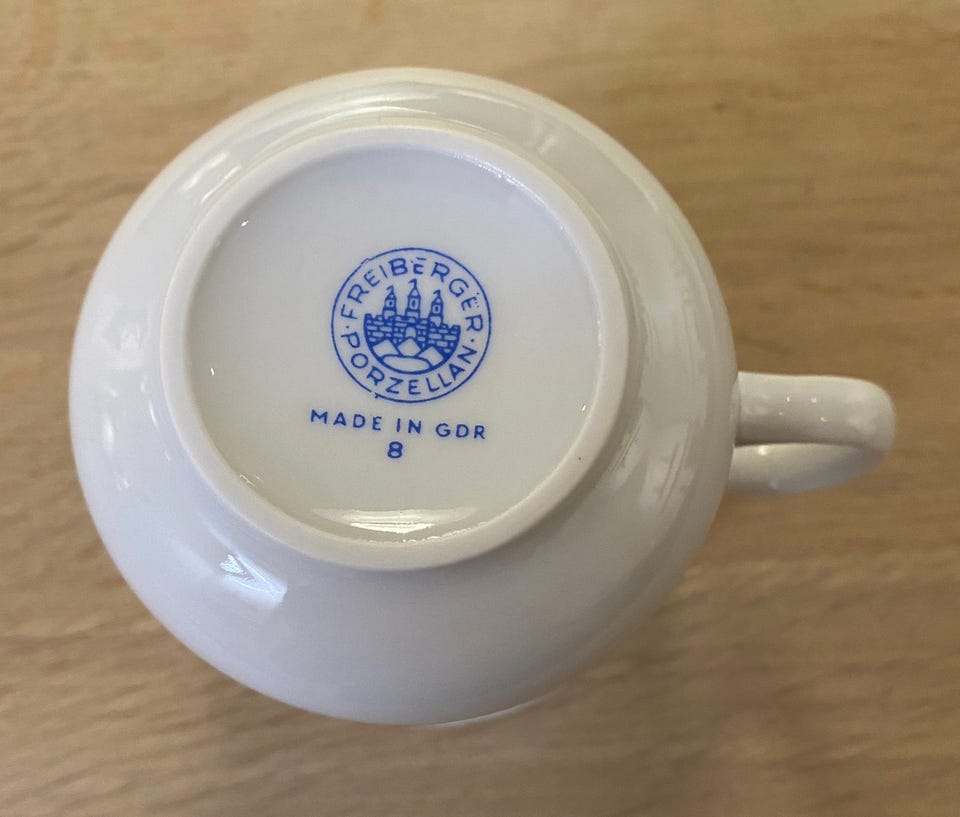 FREIBERGER
· PORZELLAN ·
MADE IN GDR
8